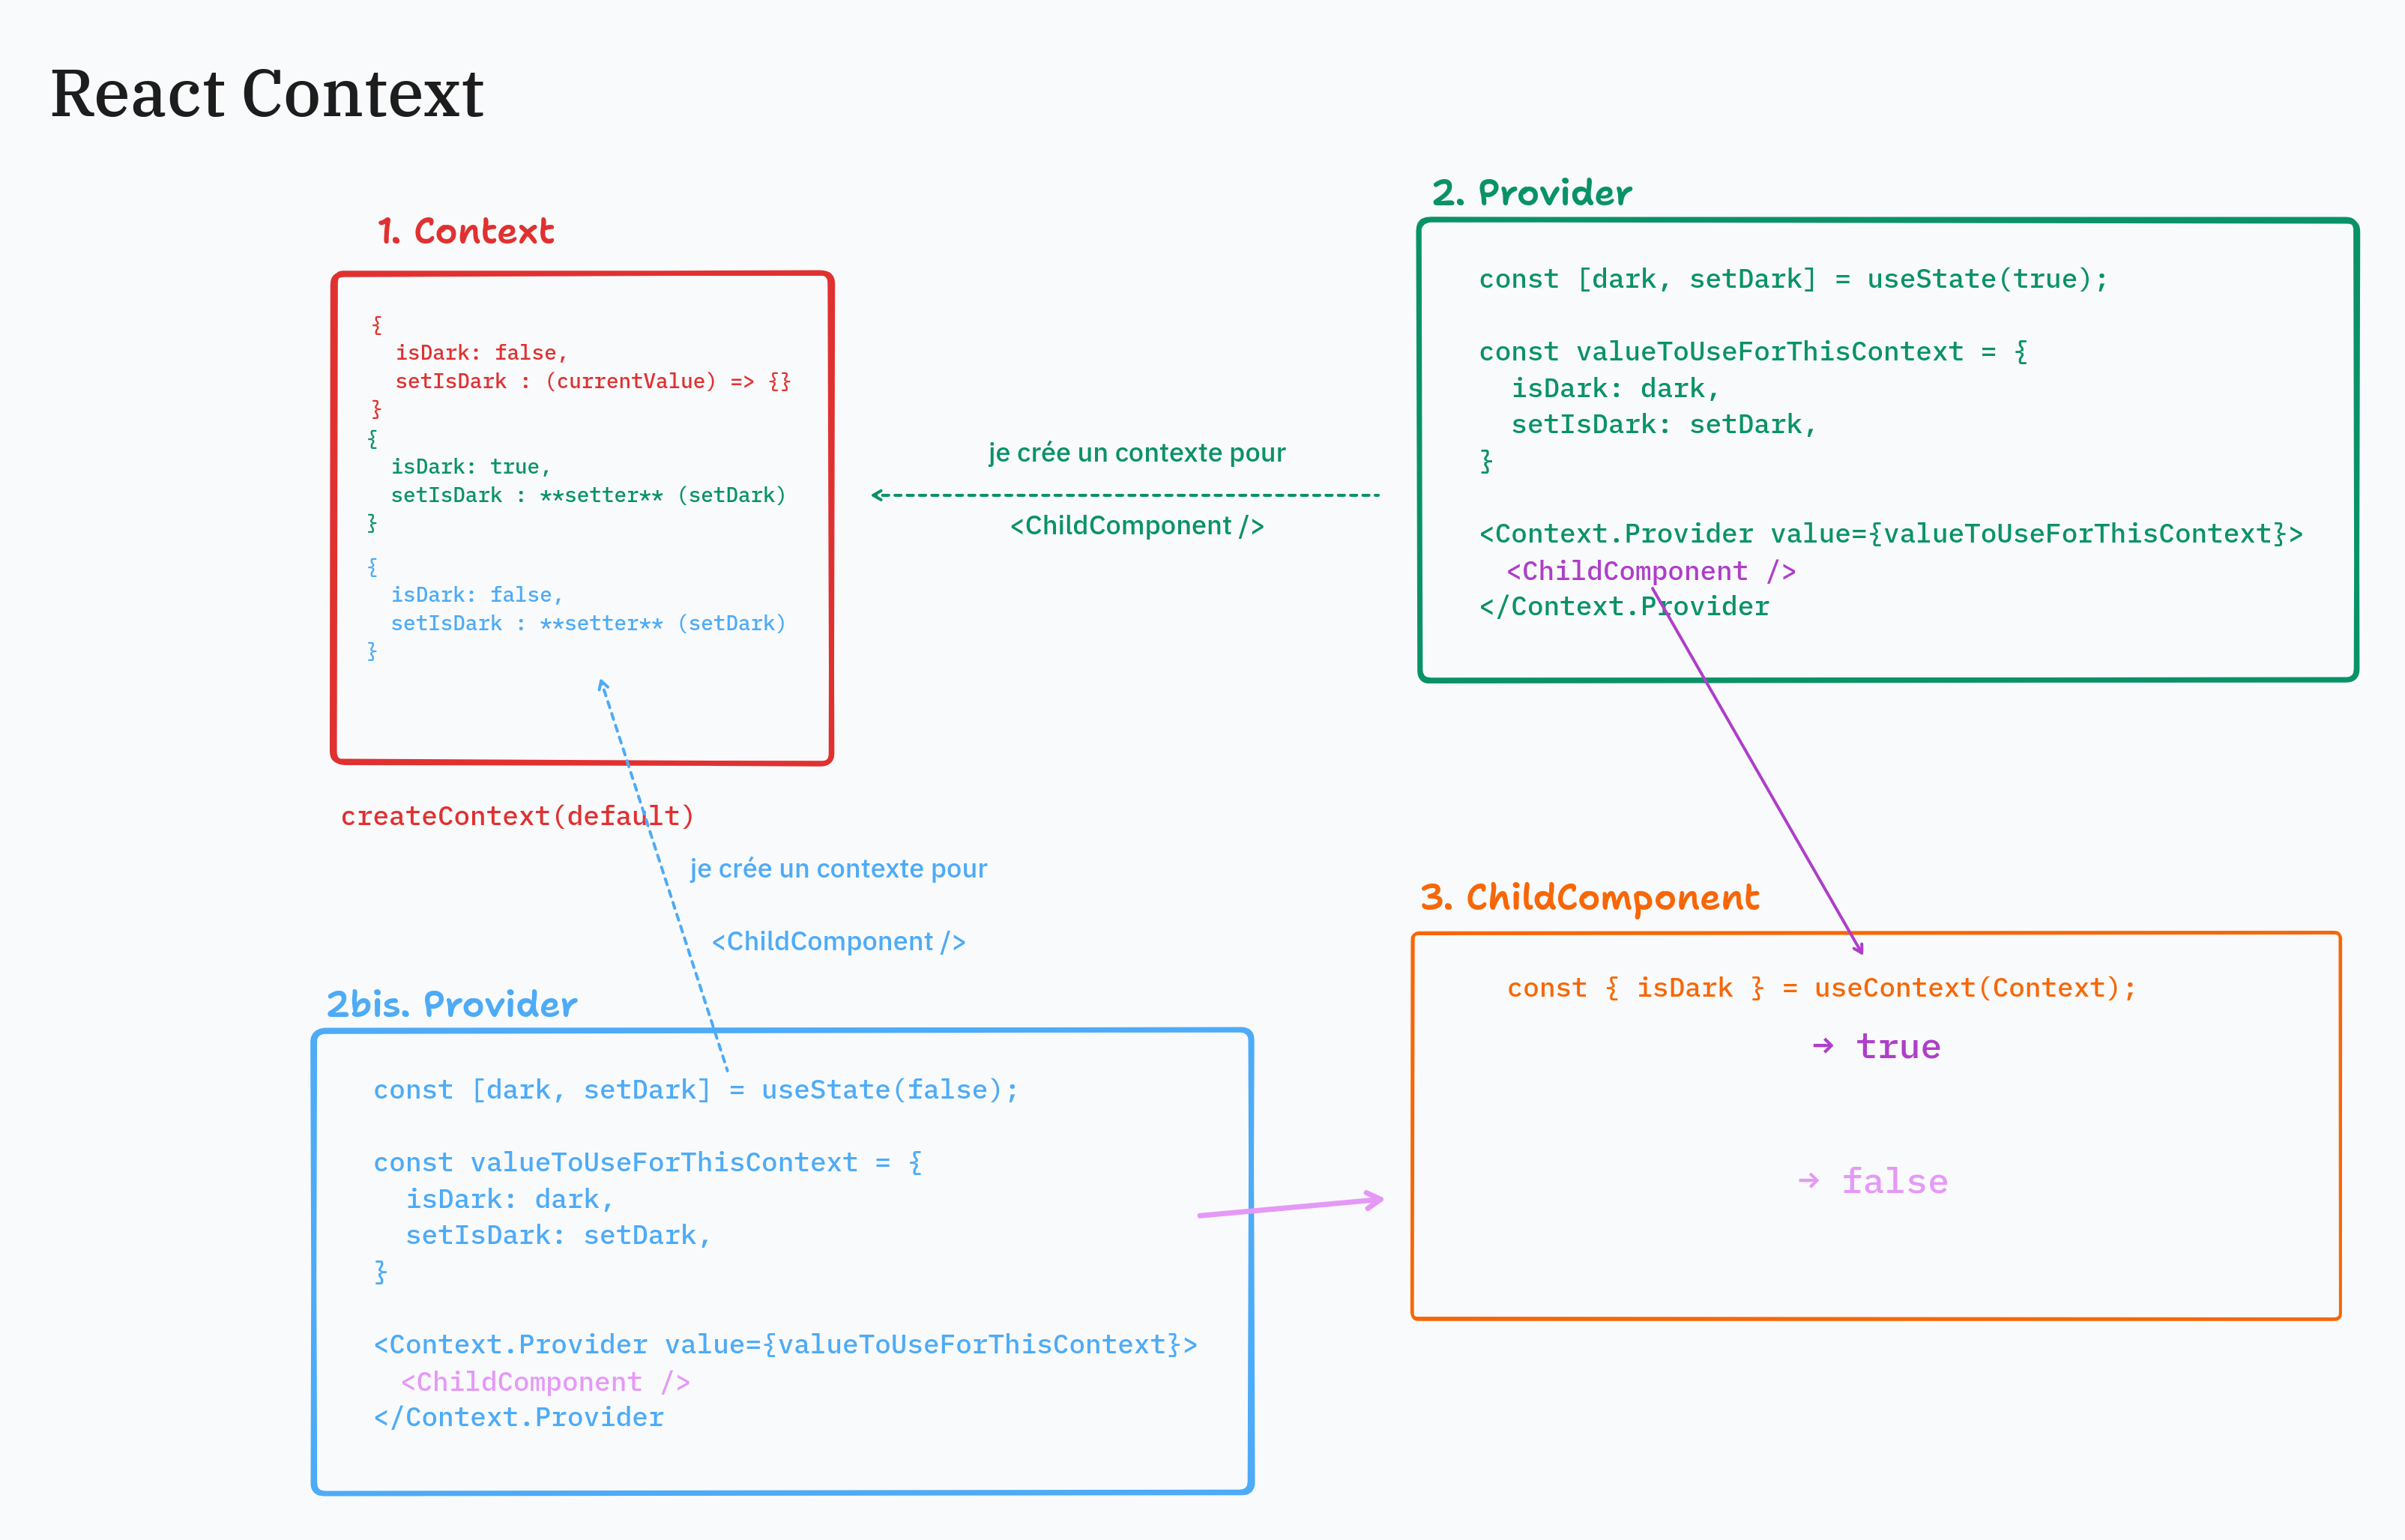 React Context
1. Context
{
isDark: false,
setIsDark : (currentValue) => {}
}
{
isDark: true,
setIsDark : **setter** (setDark)
}
{
isDark: false,
setIsDark : **setter** (setDark)
}
createContext(default)
je crée un contexte pour
<ChildComponent />
2. Provider
const [dark, setDark] = useState(true);
const valueToUseForThisContext = {
isDark: dark,
setIsDark: setDark,
}
<Context.Provider value={valueToUseForThisContext}>
<ChildComponent />
</Context.Provider
je crée un contexte pour
<ChildComponent />
2bis. Provider
const [dark, setDark] = useState(false);
const valueToUseForThisContext = {
isDark: dark,
setIsDark: setDark,
}
<Context.Provider value={valueToUseForThisContext}>
<ChildComponent />
</Context.Provider
3. ChildComponent
const { isDark } = useContext(Context);
→ true
→ false